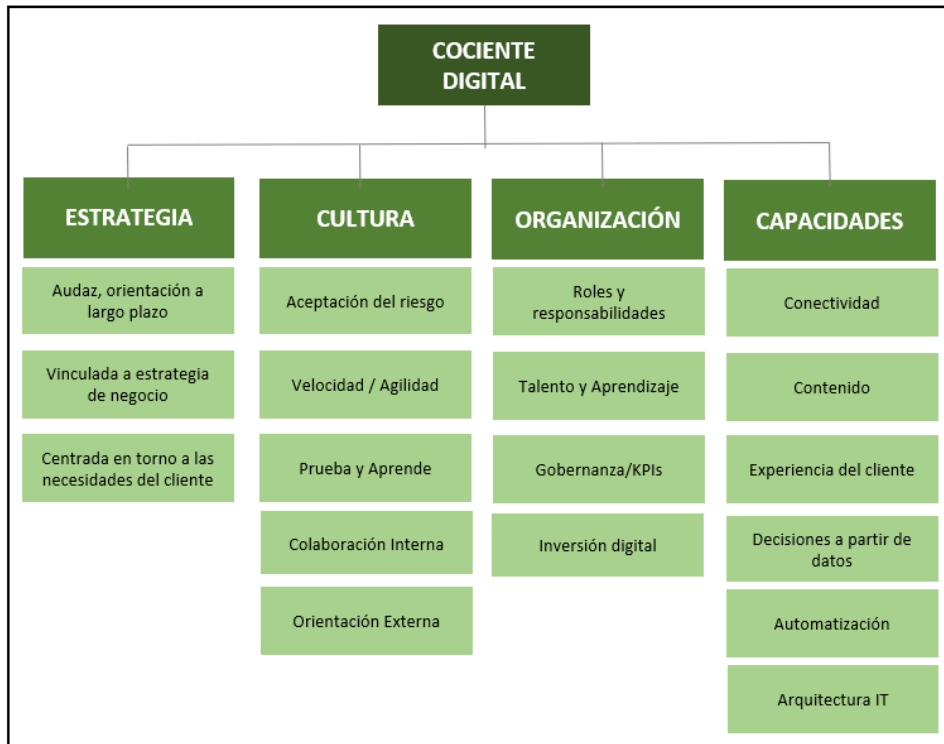 COCIENTE
DIGITAL
ESTRATEGIA
Audaz, orientación a
largo plazo
Vinculada a estrategia
de negocio
Centrada en torno a las
necesidades del cliente
CULTURA
Aceptación del riesgo
Velocidad / Agilidad
Prueba y Aprende
Colaboración Interna
Orientación Externa
ORGANIZACIÓN
Roles y
responsabilidades
Talento y Aprendizaje
Gobernanza/KPIs
Inversión digital
CAPACIDADES
Conectividad
Contenido
Experiencia del cliente
Decisiones a partir de
datos
Automatización
Arquitectura IT